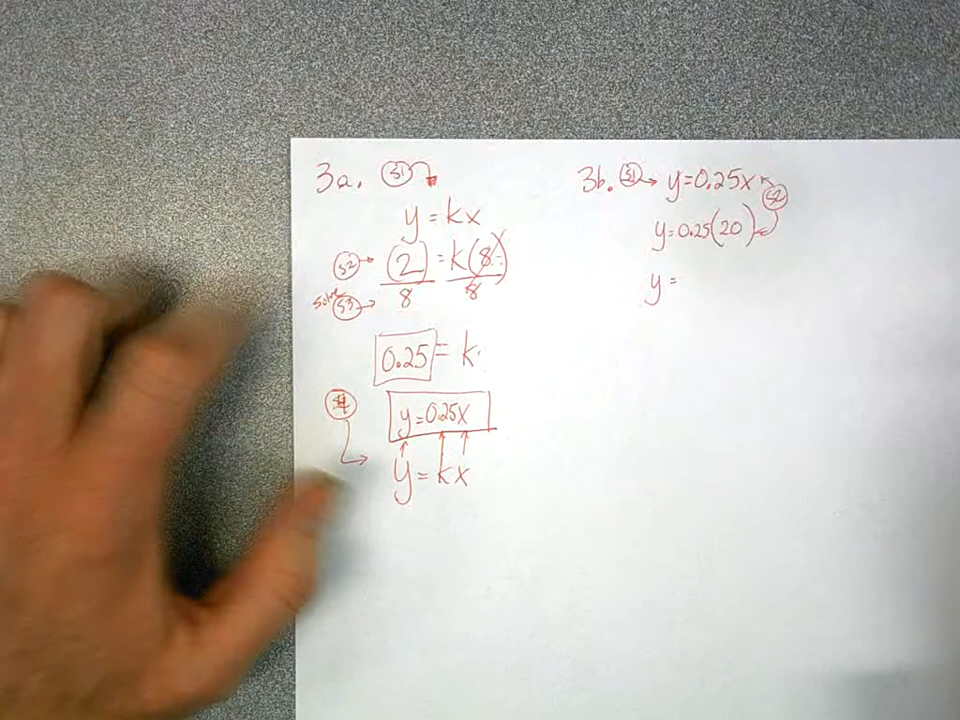 3a. S1
y = kx
S2 (2) = k(8)
8 8
Solve S3
0.25 = k
y = 0.25x
S4
y = kx
3b. S1 y = 0.25x
S2
y = 0.25(20)
y =